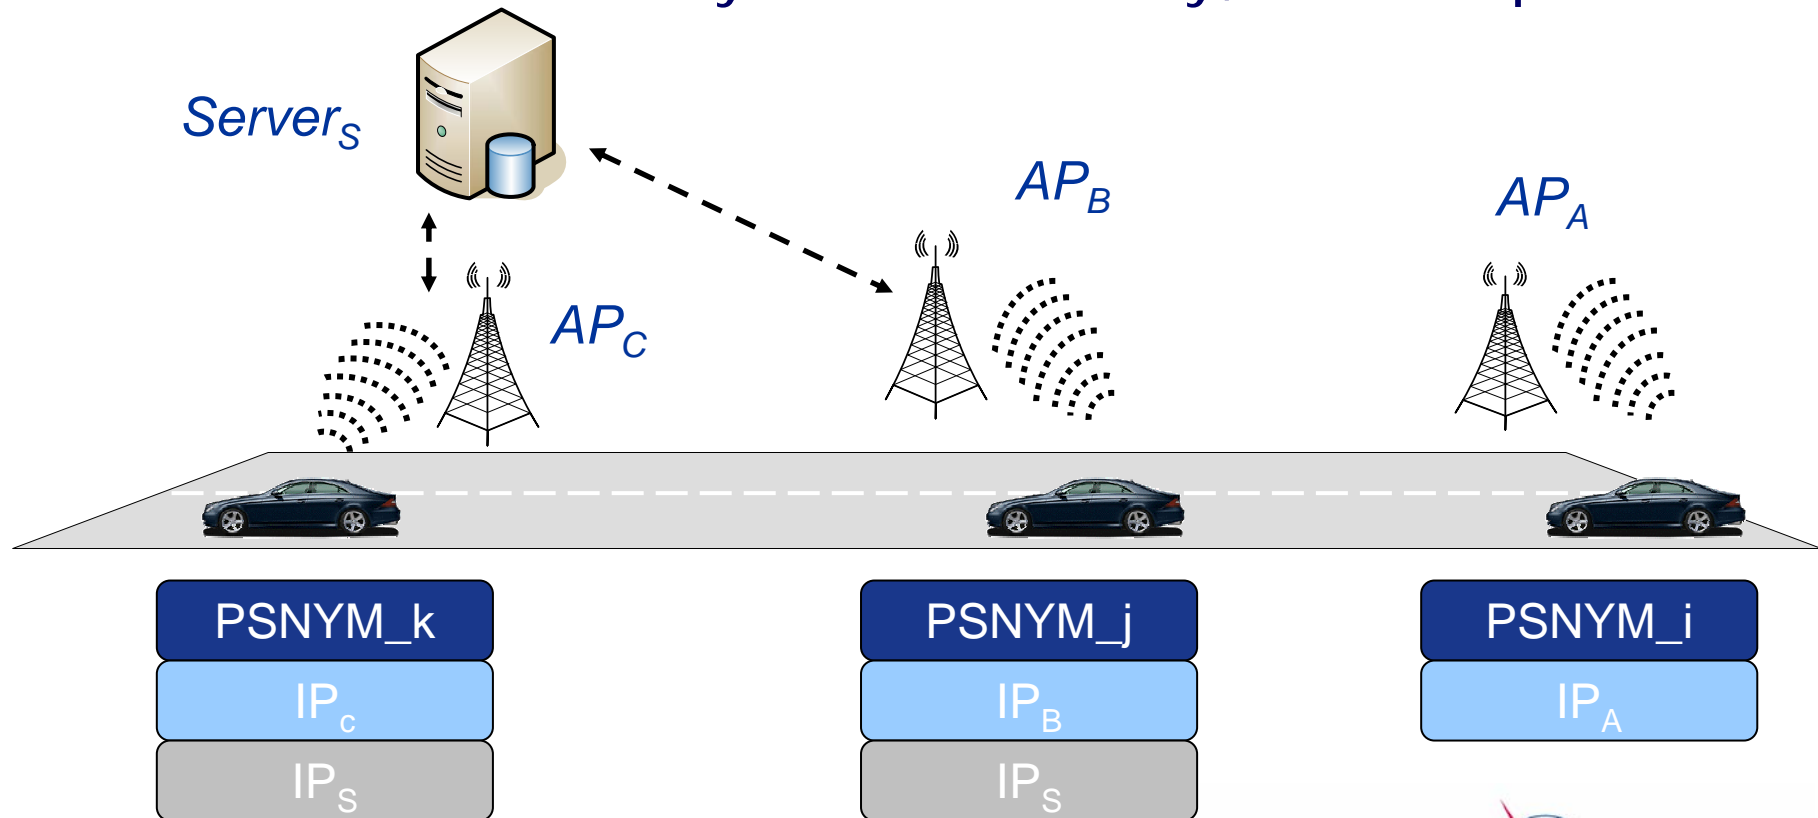 Server_S
AP_B
AP_A
AP_C
PSNYM_k
PSNYM_j
PSNYM_i
IP_c
IP_B
IP_A
IP_S
IP_S